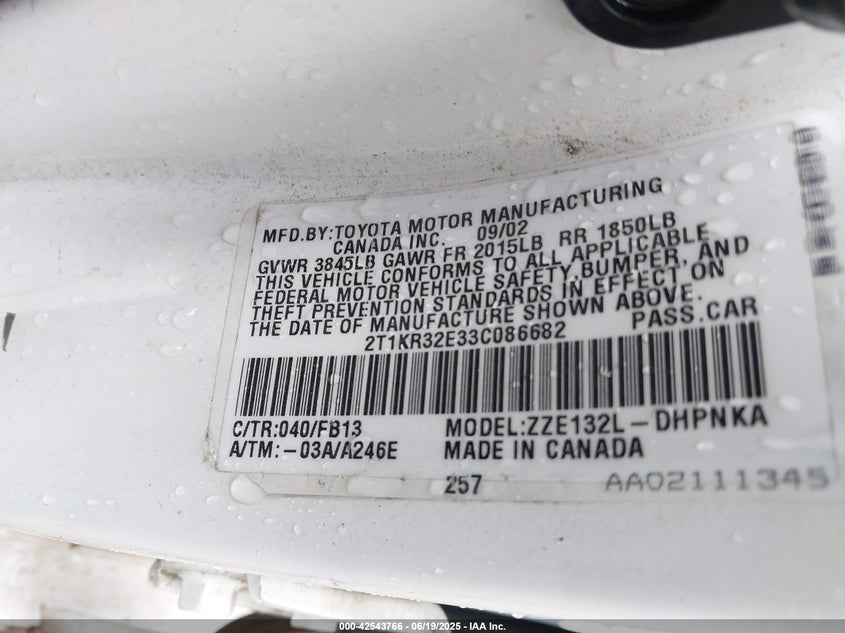 MFD.BY:TOYOTA MOTOR MANUFACTURING
CANADA INC. 09/02
GVWR 3845LB GAWR FR 2015LB RR 1850LB
THIS VEHICLE CONFORMS TO ALL APPLICABLE
FEDERAL MOTOR VEHICLE SAFETY,BUMPER, AND
THEFT PREVENTION STANDARDS IN EFFECT ON
THE DATE OF MANUFACTURE SHOWN ABOVE.
2T1KR32E33C086682 PASS.CAR
C/TR:040/FB13 MODEL:ZZE132L-DHPNKA
A/TM:-03A/A246E MADE IN CANADA
257 AA02111345
000-42543766 - 06/19/2025 - IAA Inc.